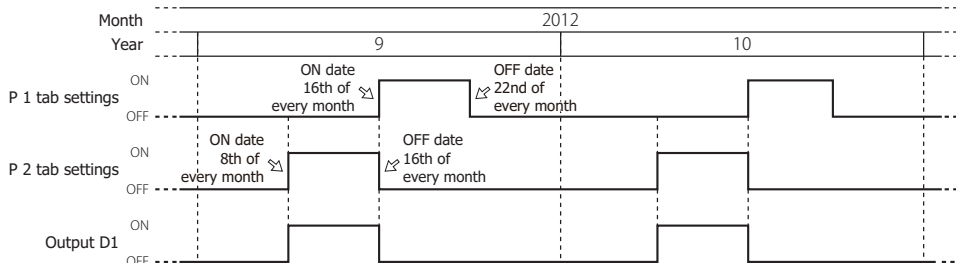 Month
2012
Year
9
10
P 1 tab settings
ON
OFF
ON date
16th of
every month
OFF date
22nd of
every month
P 2 tab settings
ON
OFF
ON date
8th of
every month
OFF date
16th of
every month
Output D1
ON
OFF